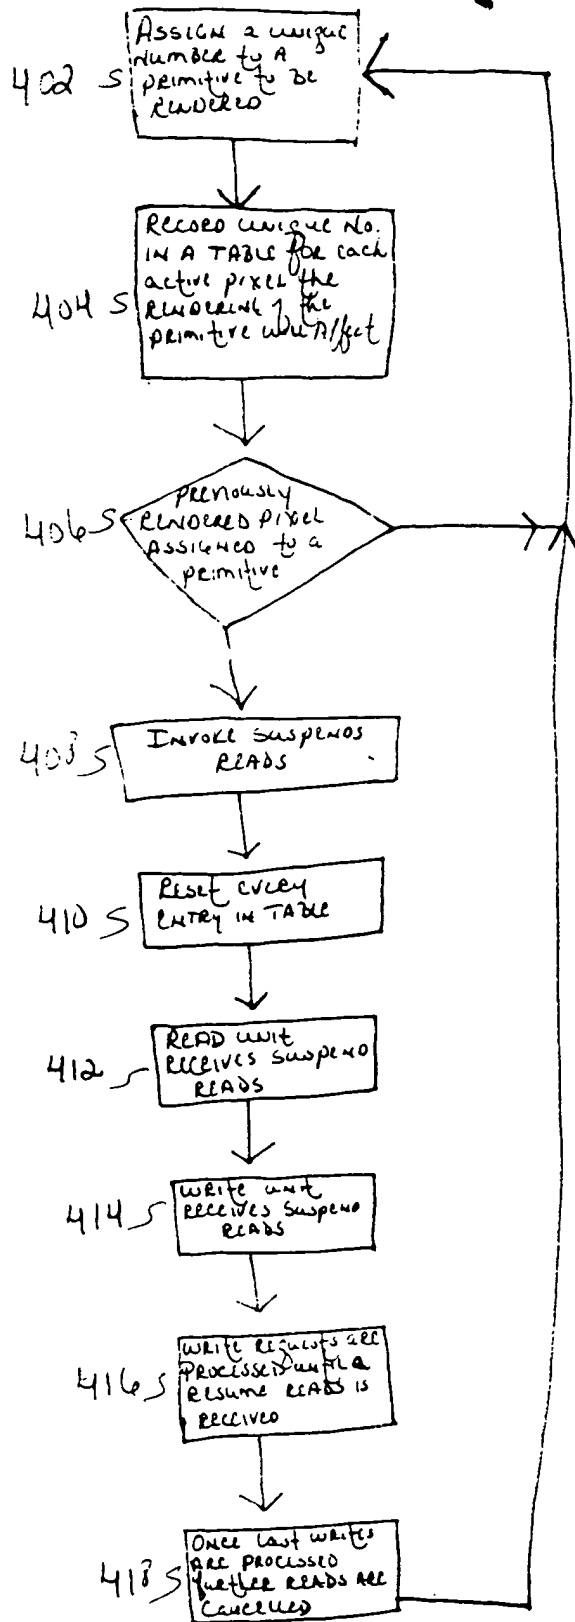 ASSIGN a unique
number to A
402 primitive to be
RENDERED
RECORD unique No.
IN A TABLE for each
active pixel the
404 RENDERING of the
primitive will Affect
PREVIOUSLY
406 RENDERED PIXEL
ASSIGNED to a
primitive
INVOKE SUSPENDS
408 READS
RESET EVERY
410 ENTRY IN TABLE
READ UNIT
412 RECEIVES SUSPEND
READS
WRITE UNIT
414 RECEIVES SUSPEND
READS
WRITE REQUESTS ARE
416 PROCESSED until a
RESUME READS IS
RECEIVED
ONCE LAST WRITES
ARE PROCESSED
418 further READS ARE
CANCELLED